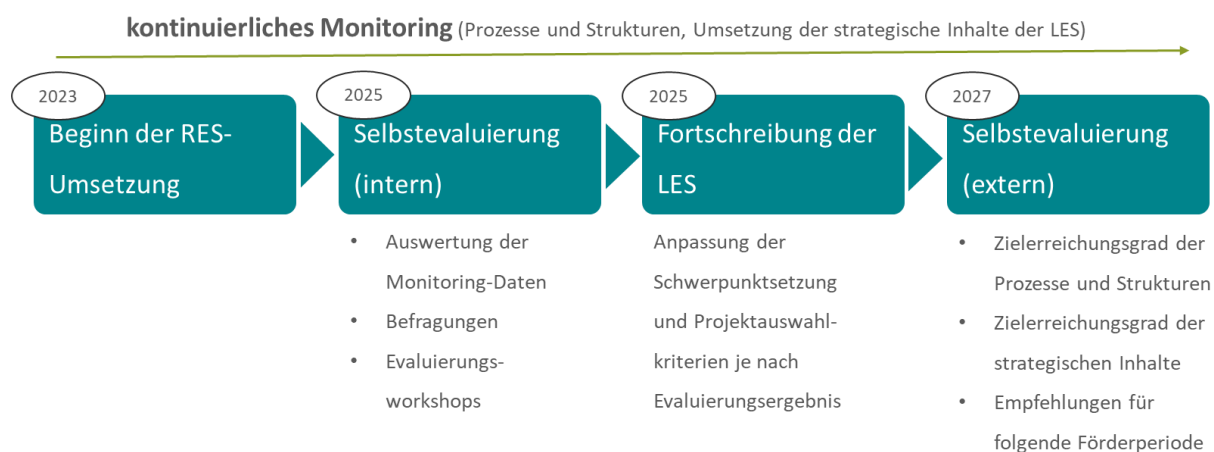 kontinuierliches Monitoring (Prozesse und Strukturen, Umsetzung der strategische Inhalte der LES)
2023
Beginn der RES-
Umsetzung
2025
Selbstevaluierung
(intern)
• Auswertung der
Monitoring-Daten
• Befragungen
• Evaluierungs-
workshops
2025
Fortschreibung der
LES
Anpassung der
Schwerpunktsetzung
und Projektauswahl-
kriterien je nach
Evaluierungsergebnis
2027
Selbstevaluierung
(extern)
• Zielerreichungsgrad der
Prozesse und Strukturen
• Zielerreichungsgrad der
strategischen Inhalte
• Empfehlungen für
folgende Förderperiode